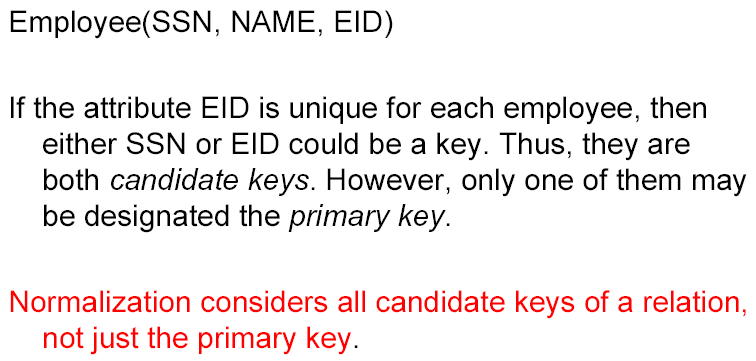 Employee(SSN, NAME, EID)
If the attribute EID is unique for each employee, then
either SSN or EID could be a key. Thus, they are
both candidate keys. However, only one of them may
be designated the primary key.
Normalization considers all candidate keys of a relation,
not just the primary key.